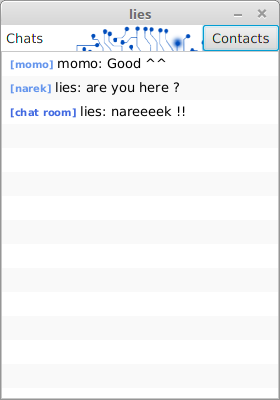 lies
Chats
Contacts
[momo] momo: Good ^^
[narek] lies: are you here ?
[chat room] lies: nareeeek !!